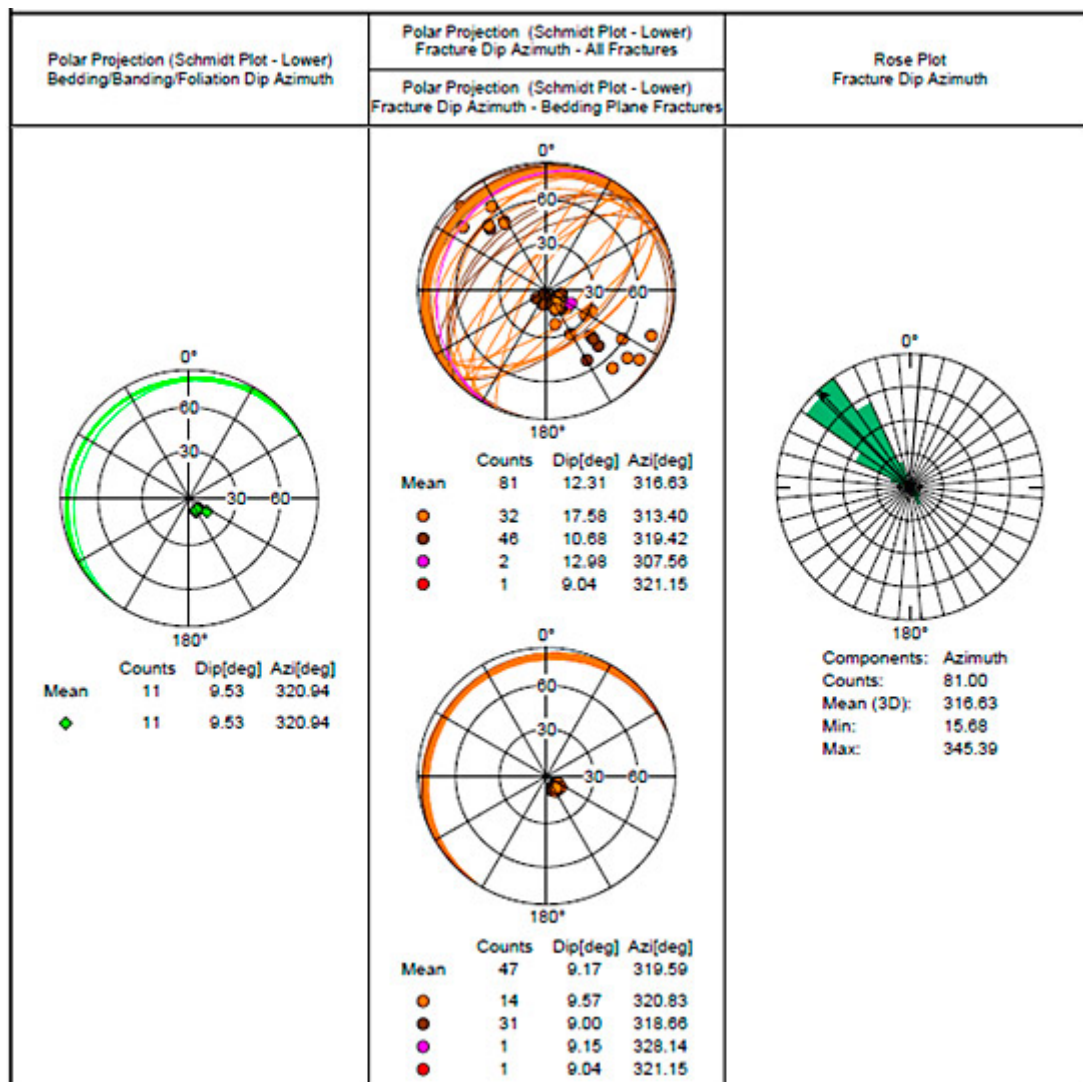 Polar Projection (Schmidt Plot - Lower)
Bedding/Banding/Foliation Dip Azimuth
Polar Projection (Schmidt Plot - Lower)
Fracture Dip Azimuth - All Fractures
Polar Projection (Schmidt Plot - Lower)
Fracture Dip Azimuth - Bedding Plane Fractures
Rose Plot
Fracture Dip Azimuth
0°
60
30
30 60
180°
Counts Dip[deg] Azi[deg]
Mean 11 9.53 320.94
11 9.53 320.94
0°
60
30
30 60
180°
Counts Dip[deg] Azi[deg]
Mean 81 12.31 316.63
32 17.58 313.40
46 10.68 319.42
2 12.98 307.56
1 9.04 321.15
0°
60
30
30 60
180°
Counts Dip[deg] Azi[deg]
Mean 47 9.17 319.59
14 9.57 320.83
31 9.00 318.66
1 9.15 328.14
1 9.04 321.15
0°
180°
Components: Azimuth
Counts: 81.00
Mean (3D): 316.63
Min: 15.68
Max: 345.39